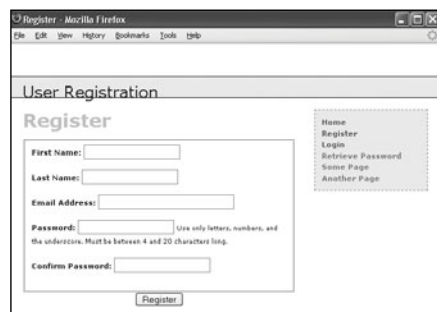 Register - Mozilla Firefox
File Edit View History Bookmarks Tools Help
User Registration
Register
First Name:
Last Name:
Email Address:
Password: Use only letters, numbers, and
the underscore. Must be between 4 and 20 characters long.
Confirm Password:
Register
Home
Register
Login
Retrieve Password
Some Page
Another Page